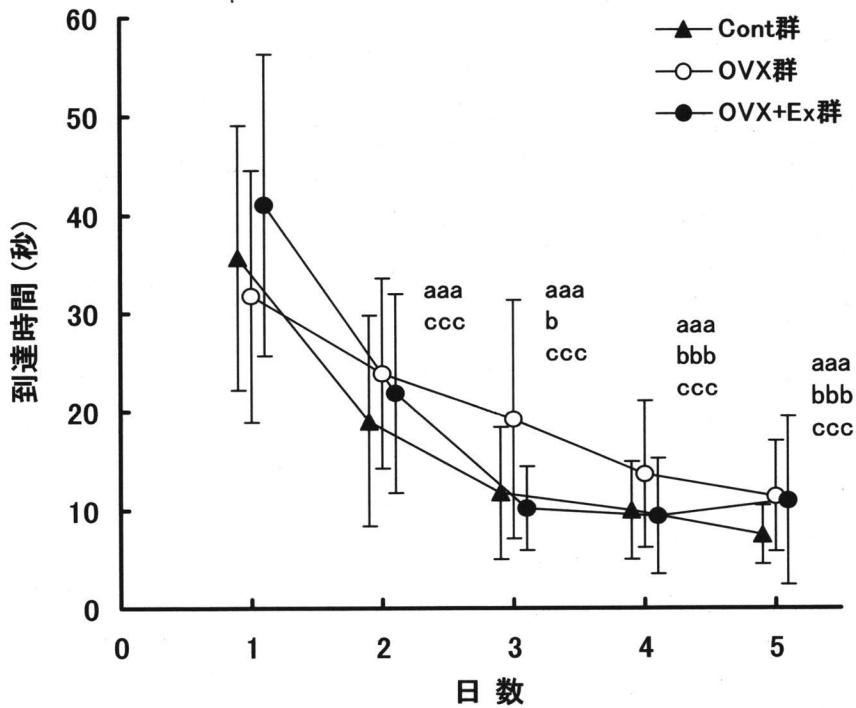 60
50
40
30
20
10
0
到達時間 (秒)
Cont群
OVX群
OVX+Ex群
aaa
ccc
aaa
b
ccc
aaa
bbb
ccc
aaa
bbb
ccc
0 1 2 3 4 5
日 数